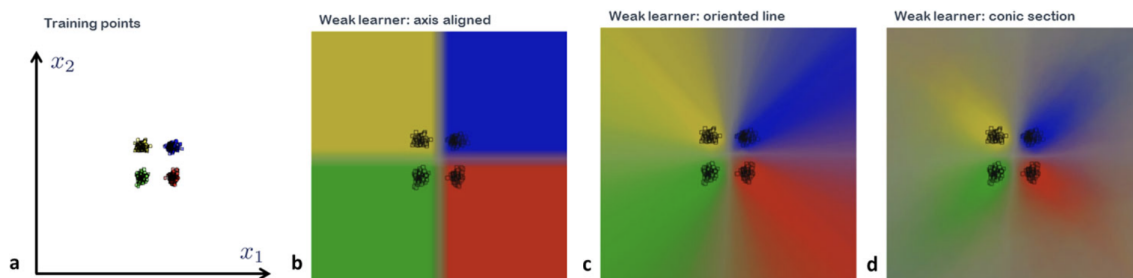 Training points
Weak learner: axis aligned
Weak learner: oriented line
Weak learner: conic section
x₂
x₁
a
b
c
d